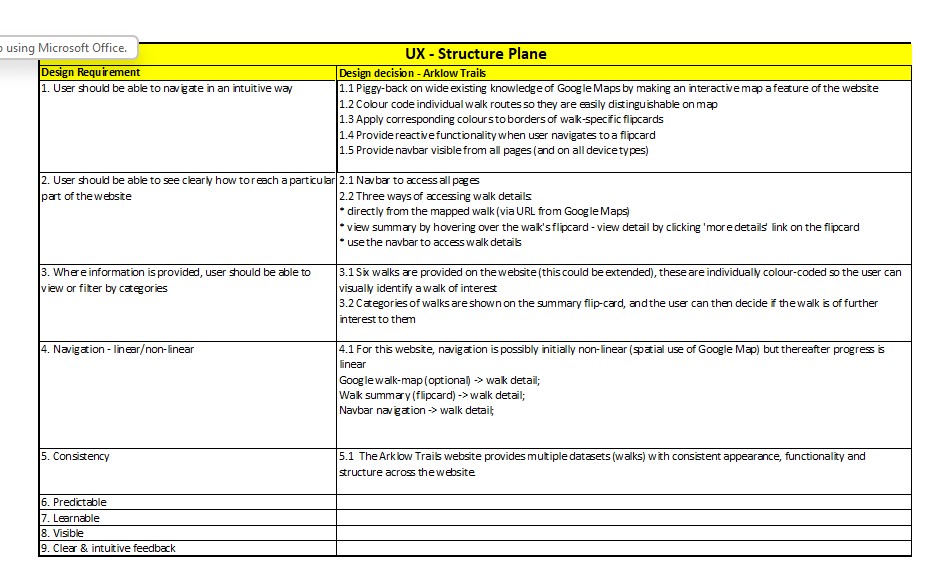 using Microsoft Office.
UX - Structure Plane
Design Requirement
Design decision - Arklow Trails
1. User should be able to navigate in an intuitive way
1.1 Piggy-back on wide existing knowledge of Google Maps by making an interactive map a feature of the website
1.2 Colour code individual walk routes so they are easily distinguishable on map
1.3 Apply corresponding colours to borders of walk-specific flipcards
1.4 Provide reactive functionality when user navigates to a flipcard
1.5 Provide navbar visible from all pages (and on all device types)
2. User should be able to see clearly how to reach a particular
part of the website
2.1 Navbar to access all pages
2.2 Three ways of accessing walk details:
* directly from the mapped walk (via URL from Google Maps)
* view summary by hovering over the walk's flipcard - view detail by clicking 'more details' link on the flipcard
* use the navbar to access walk details
3. Where information is provided, user should be able to
view or filter by categories
3.1 Six walks are provided on the website (this could be extended), these are individually colour-coded so the user can
visually identify a walk of interest
3.2 Categories of walks are shown on the summary flip-card, and the user can then decide if the walk is of further
interest to them
4. Navigation - linear/non-linear
4.1 For this website, navigation is possibly initially non-linear (spatial use of Google Map) but thereafter progress is
linear
Google walk-map (optional) -> walk detail;
Walk summary (flipcard) -> walk detail;
Navbar navigation -> walk detail;
5. Consistency
5.1 The Arklow Trails website provides multiple datasets (walks) with consistent appearance, functionality and
structure across the website.
6. Predictable
7. Learnable
8. Visible
9. Clear & intuitive feedback